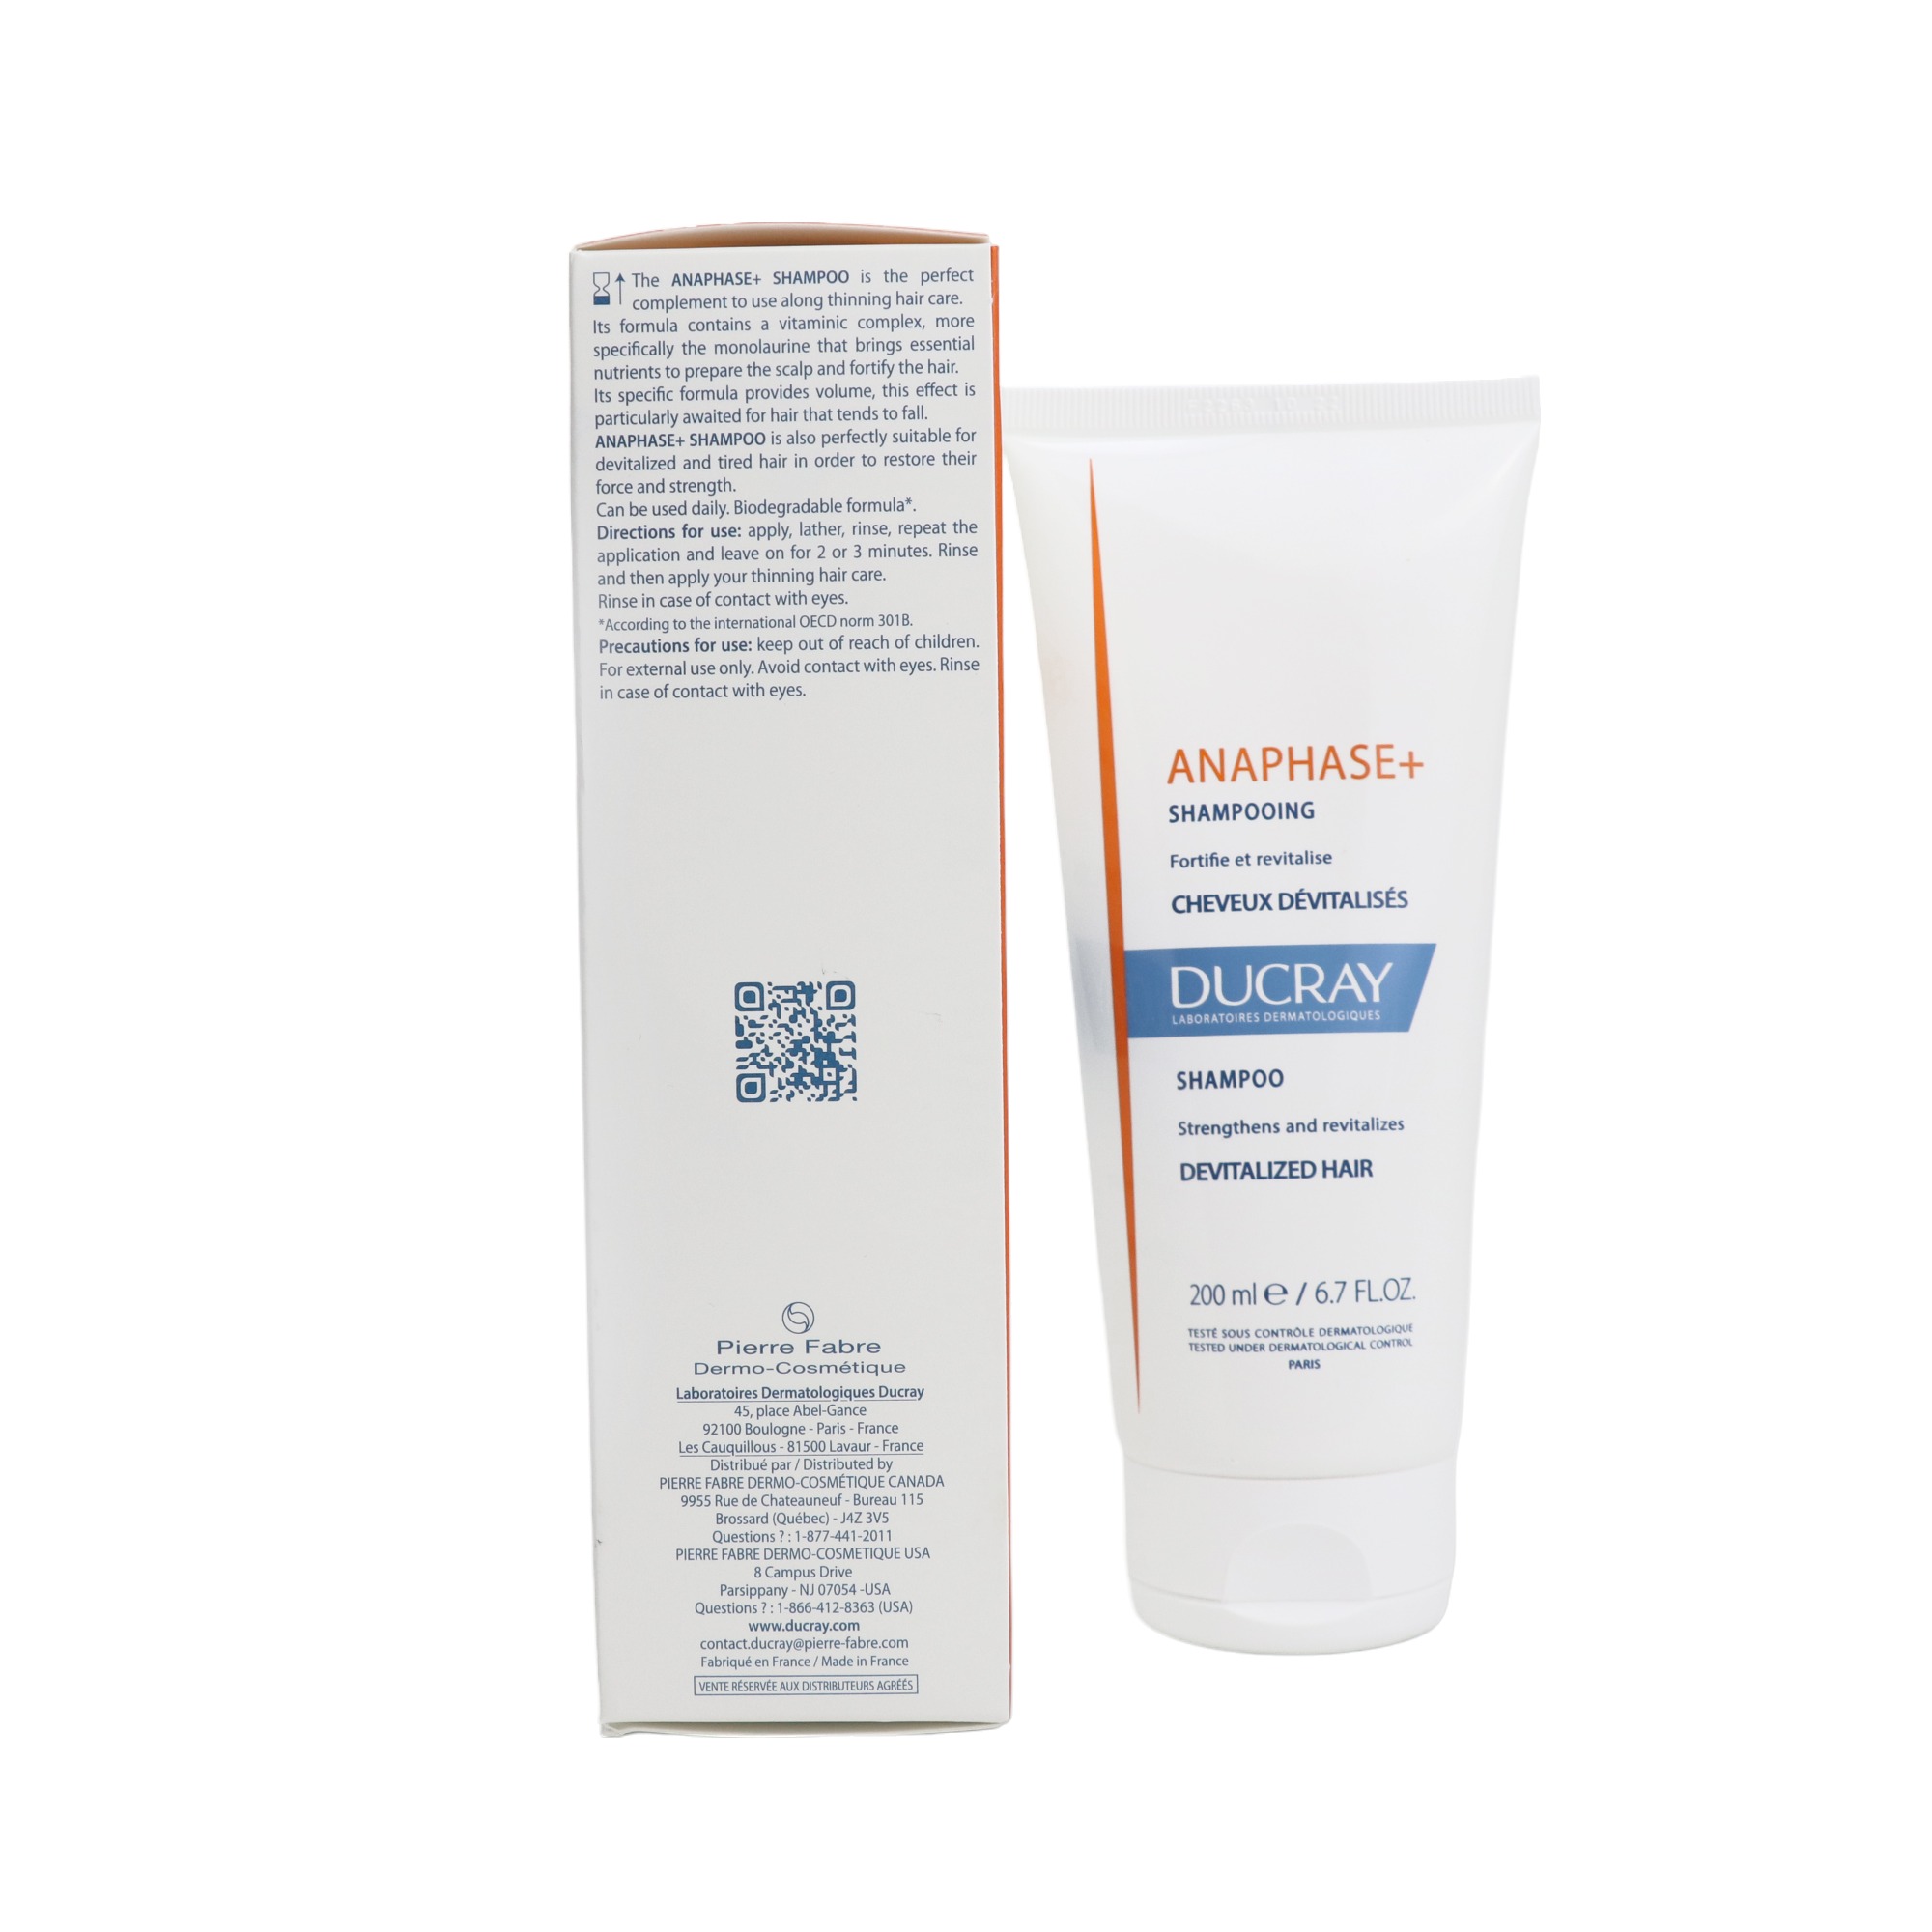 The ANAPHASE+ SHAMPOO is the perfect
complement to use along thinning hair care.
Its formula contains a vitaminic complex, more
specifically the monolaurine that brings essential
nutrients to prepare the scalp and fortify the hair.
Its specific formula provides volume, this effect is
particularly awaited for hair that tends to fall.
ANAPHASE+ SHAMPOO is also perfectly suitable for
devitalized and tired hair in order to restore their
force and strength.
Can be used daily. Biodegradable formula*.
Directions for use: apply, lather, rinse, repeat the
application and leave on for 2 or 3 minutes. Rinse
and then apply your thinning hair care.
Rinse in case of contact with eyes.
*According to the international OECD norm 301B.
Precautions for use: keep out of reach of children.
For external use only. Avoid contact with eyes. Rinse
in case of contact with eyes.
Pierre Fabre
Dermo-Cosmétique
Laboratoires Dermatologiques Ducray
45, place Abel-Gance
92100 Boulogne - Paris - France
Les Cauquillous - 81500 Lavaur - France
Distribué par / Distributed by
PIERRE FABRE DERMO-COSMÉTIQUE CANADA
9955 Rue de Chateauneuf - Bureau 115
Brossard (Québec) - J4Z 3V5
Questions ? : 1-877-441-2011
PIERRE FABRE DERMO-COSMETIQUE USA
8 Campus Drive
Parsippany - NJ 07054 -USA
Questions ? : 1-866-412-8363 (USA)
www.ducray.com
contact.ducray@pierre-fabre.com
Fabriqué en France / Made in France
VENTE RÉSERVÉE AUX DISTRIBUTEURS AGRÉÉS
ANAPHASE+
SHAMPOOING
Fortifie et revitalise
CHEVEUX DÉVITALISÉS
DUCRAY
LABORATOIRES DERMATOLOGIQUES
SHAMPOO
Strengthens and revitalizes
DEVITALIZED HAIR
200 ml ℮ / 6.7 FL.OZ.
TESTÉ SOUS CONTRÔLE DERMATOLOGIQUE
TESTED UNDER DERMATOLOGICAL CONTROL
PARIS